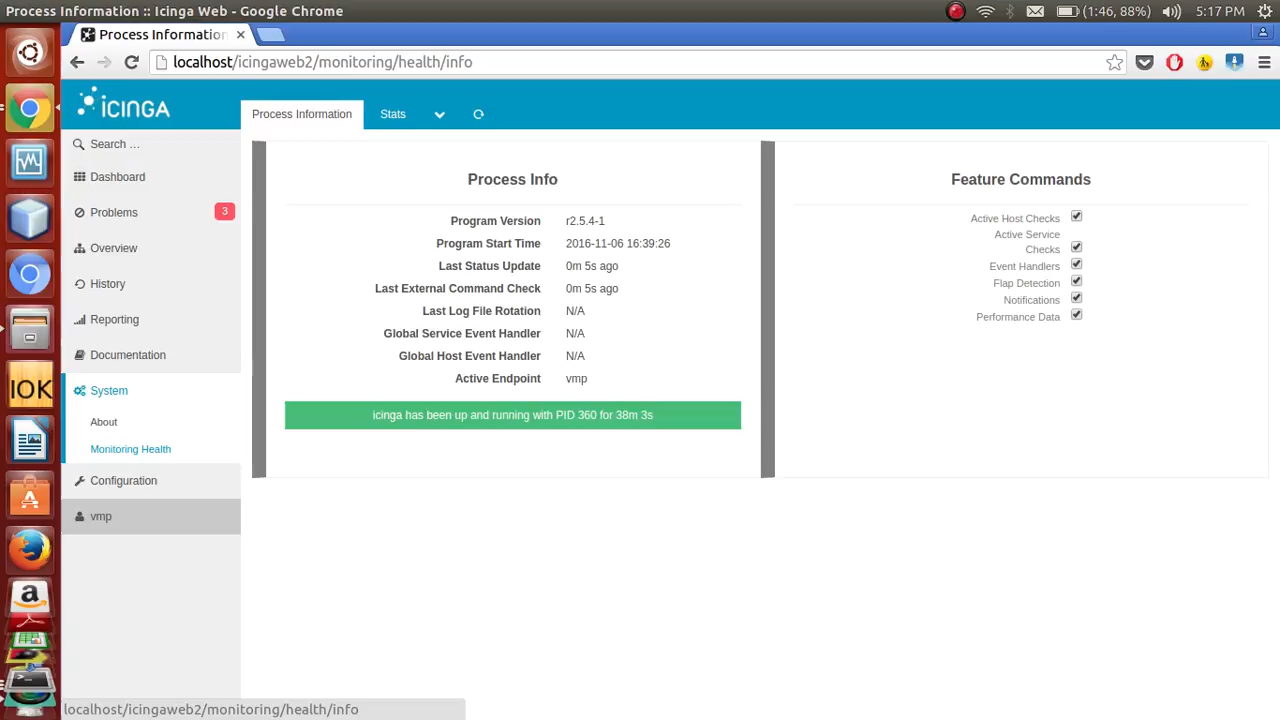 Process Information :: Icinga Web - Google Chrome
(1:46, 88%)
5:17 PM
Process Information
localhost/icingaweb2/monitoring/health/info
icinga
Process Information
Stats
Search …
Dashboard
Problems 3
Overview
History
Reporting
Documentation
System
About
Monitoring Health
Configuration
vmp
Process Info
Program Version r2.5.4-1
Program Start Time 2016-11-06 16:39:26
Last Status Update 0m 5s ago
Last External Command Check 0m 5s ago
Last Log File Rotation N/A
Global Service Event Handler N/A
Global Host Event Handler N/A
Active Endpoint vmp
icinga has been up and running with PID 360 for 38m 3s
Feature Commands
Active Host Checks
Active Service
Checks
Event Handlers
Flap Detection
Notifications
Performance Data
IOK
localhost/icingaweb2/monitoring/health/info